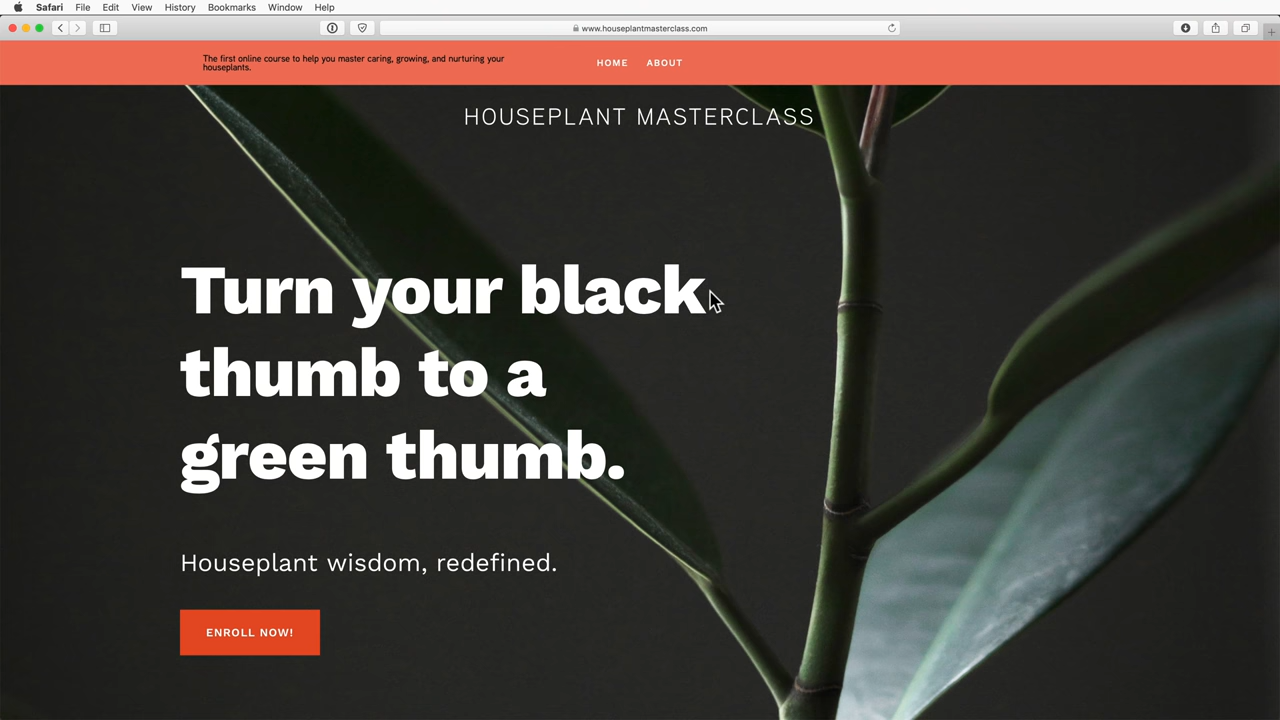 Safari File Edit View History Bookmarks Window Help
www.houseplantmasterclass.com
The first online course to help you master caring, growing, and nurturing your
houseplants.
HOME ABOUT
HOUSEPLANT MASTERCLASS
Turn your black
thumb to a
green thumb.
Houseplant wisdom, redefined.
ENROLL NOW!